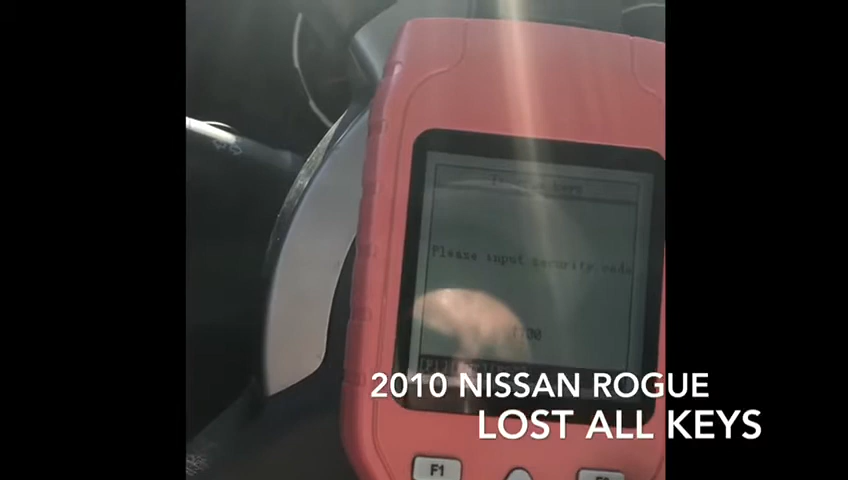 Please input security code
2010 NISSAN ROGUE
LOST ALL KEYS
F1